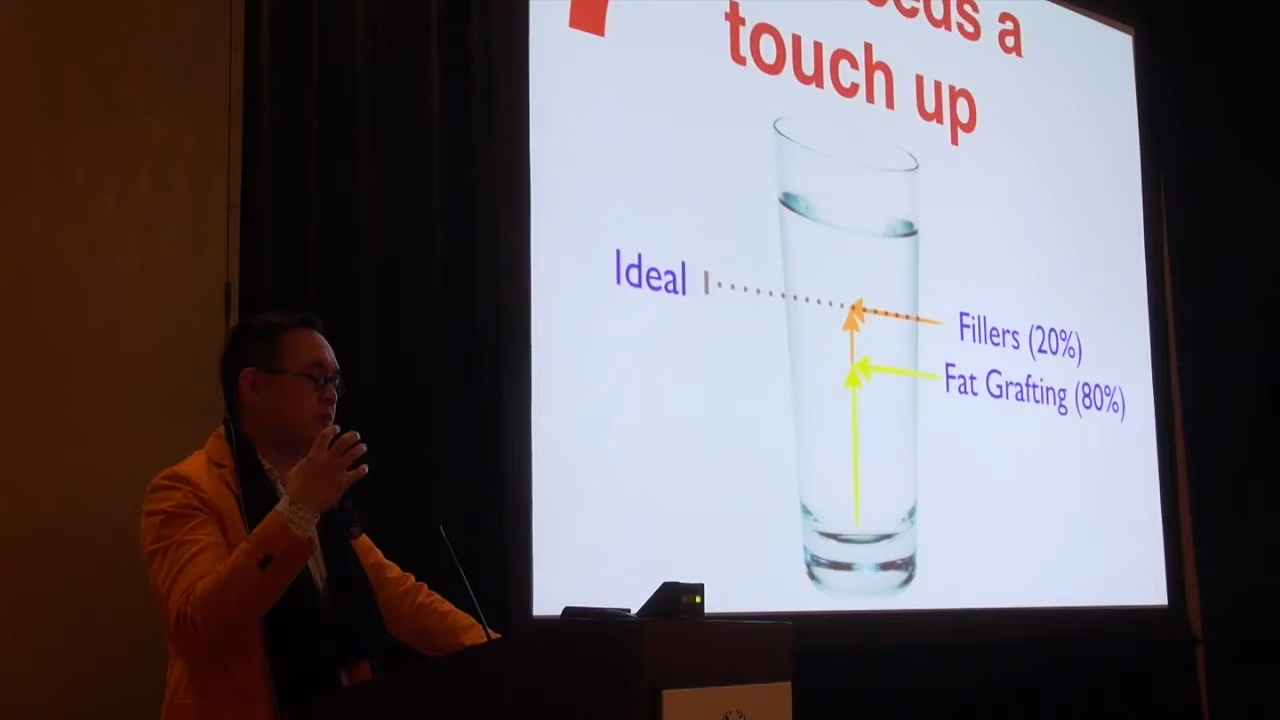 a
touch up
Ideal
Fillers (20%)
Fat Grafting (80%)